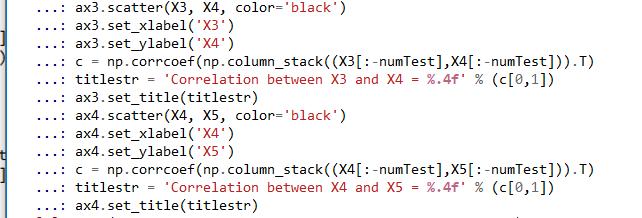 ...: ax3.scatter(X3, X4, color='black')
...: ax3.set_xlabel('X3')
...: ax3.set_ylabel('X4')
...: c = np.corrcoef(np.column_stack((X3[:-numTest],X4[:-numTest])).T)
...: titlestr = 'Correlation between X3 and X4 = %.4f' % (c[0,1])
...: ax3.set_title(titlestr)
...: ax4.scatter(X4, X5, color='black')
...: ax4.set_xlabel('X4')
...: ax4.set_ylabel('X5')
...: c = np.corrcoef(np.column_stack((X4[:-numTest],X5[:-numTest])).T)
...: titlestr = 'Correlation between X4 and X5 = %.4f' % (c[0,1])
...: ax4.set_title(titlestr)